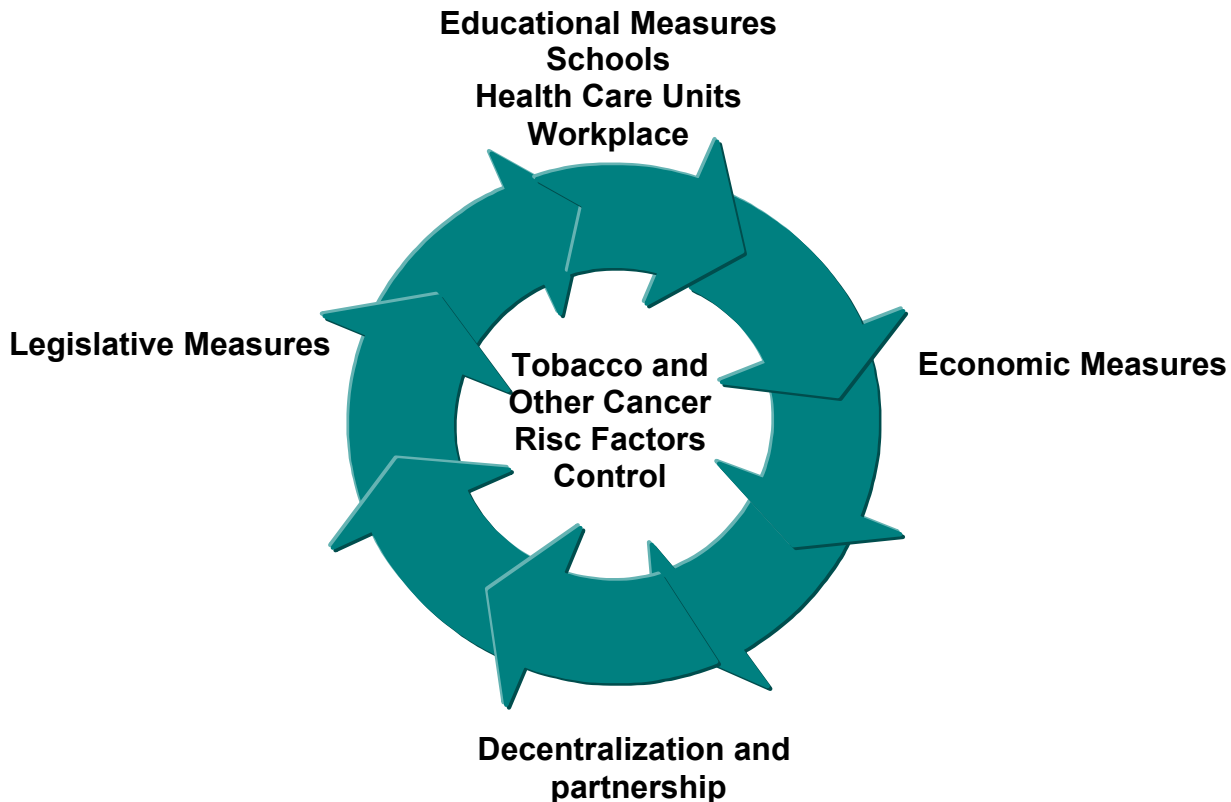 Educational Measures
Schools
Health Care Units
Workplace
Legislative Measures
Tobacco and
Other Cancer
Risc Factors
Control
Economic Measures
Decentralization and
partnership